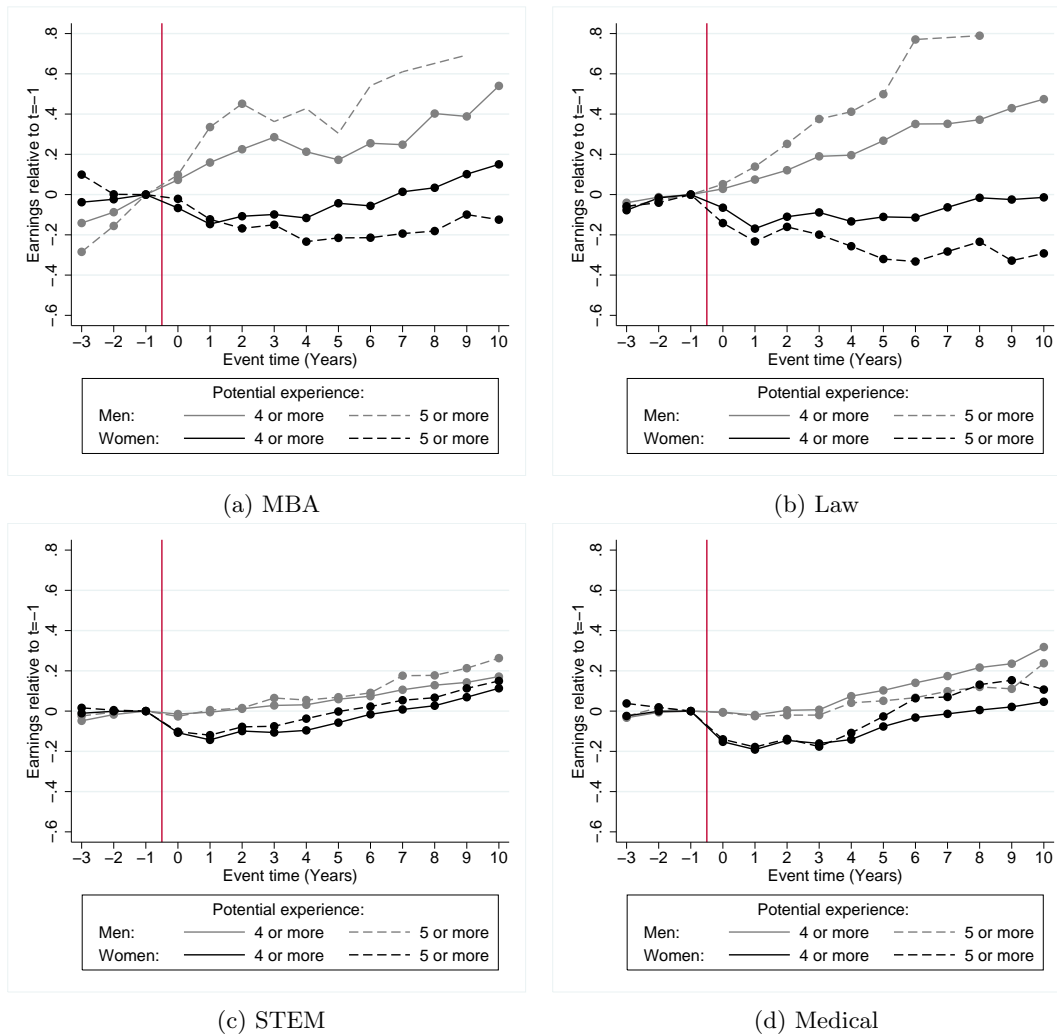 Earnings relative to t=−1
.8
.6
.4
.2
0
−.2
−.4
−.6
−3 −2 −1 0 1 2 3 4 5 6 7 8 9 10
Event time (Years)
Potential experience:
Men: 4 or more 5 or more
Women: 4 or more 5 or more
(a) MBA
Earnings relative to t=−1
.8
.6
.4
.2
0
−.2
−.4
−.6
−3 −2 −1 0 1 2 3 4 5 6 7 8 9 10
Event time (Years)
Potential experience:
Men: 4 or more 5 or more
Women: 4 or more 5 or more
(b) Law
Earnings relative to t=−1
.8
.6
.4
.2
0
−.2
−.4
−.6
−3 −2 −1 0 1 2 3 4 5 6 7 8 9 10
Event time (Years)
Potential experience:
Men: 4 or more 5 or more
Women: 4 or more 5 or more
(c) STEM
Earnings relative to t=−1
.8
.6
.4
.2
0
−.2
−.4
−.6
−3 −2 −1 0 1 2 3 4 5 6 7 8 9 10
Event time (Years)
Potential experience:
Men: 4 or more 5 or more
Women: 4 or more 5 or more
(d) Medical